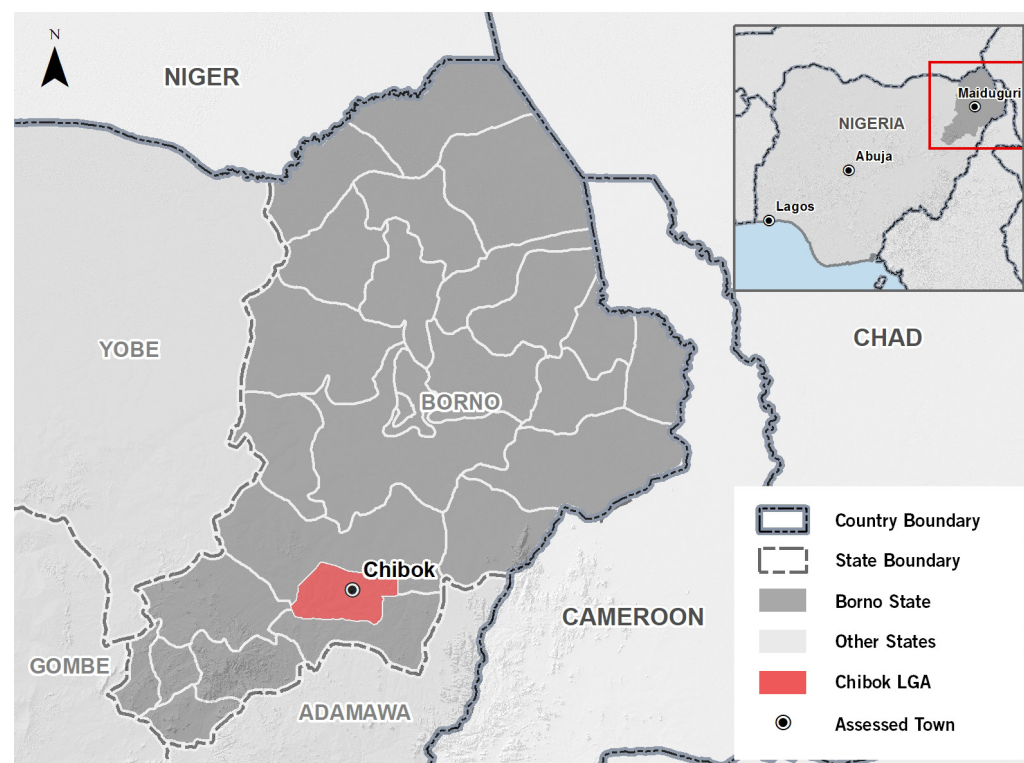 N
NIGER
Maiduguri
NIGERIA
Abuja
Lagos
CHAD
YOBE
BORNO
Chibok
CAMEROON
GOMBE
ADAMAWA
Country Boundary
State Boundary
Borno State
Other States
Chibok LGA
Assessed Town